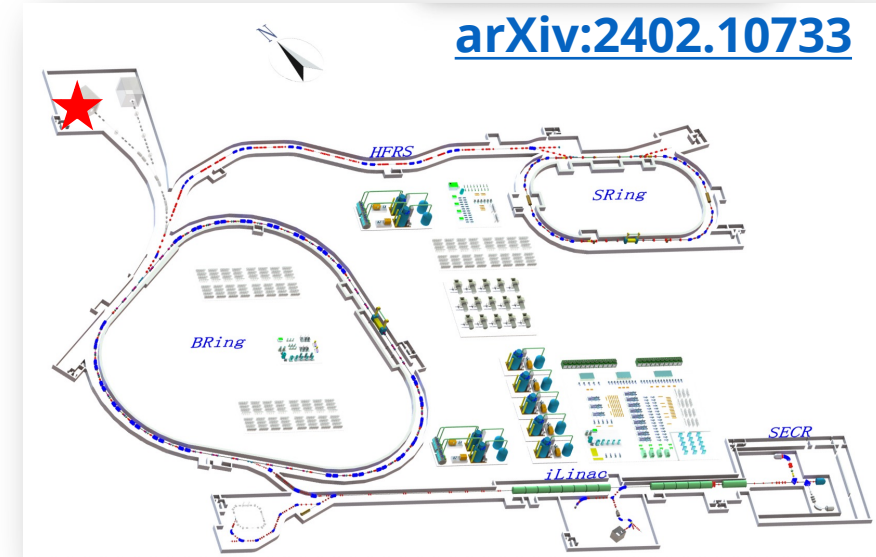 arXiv:2402.10733
N
HFRS
SRing
BRing
SECR
iLinac